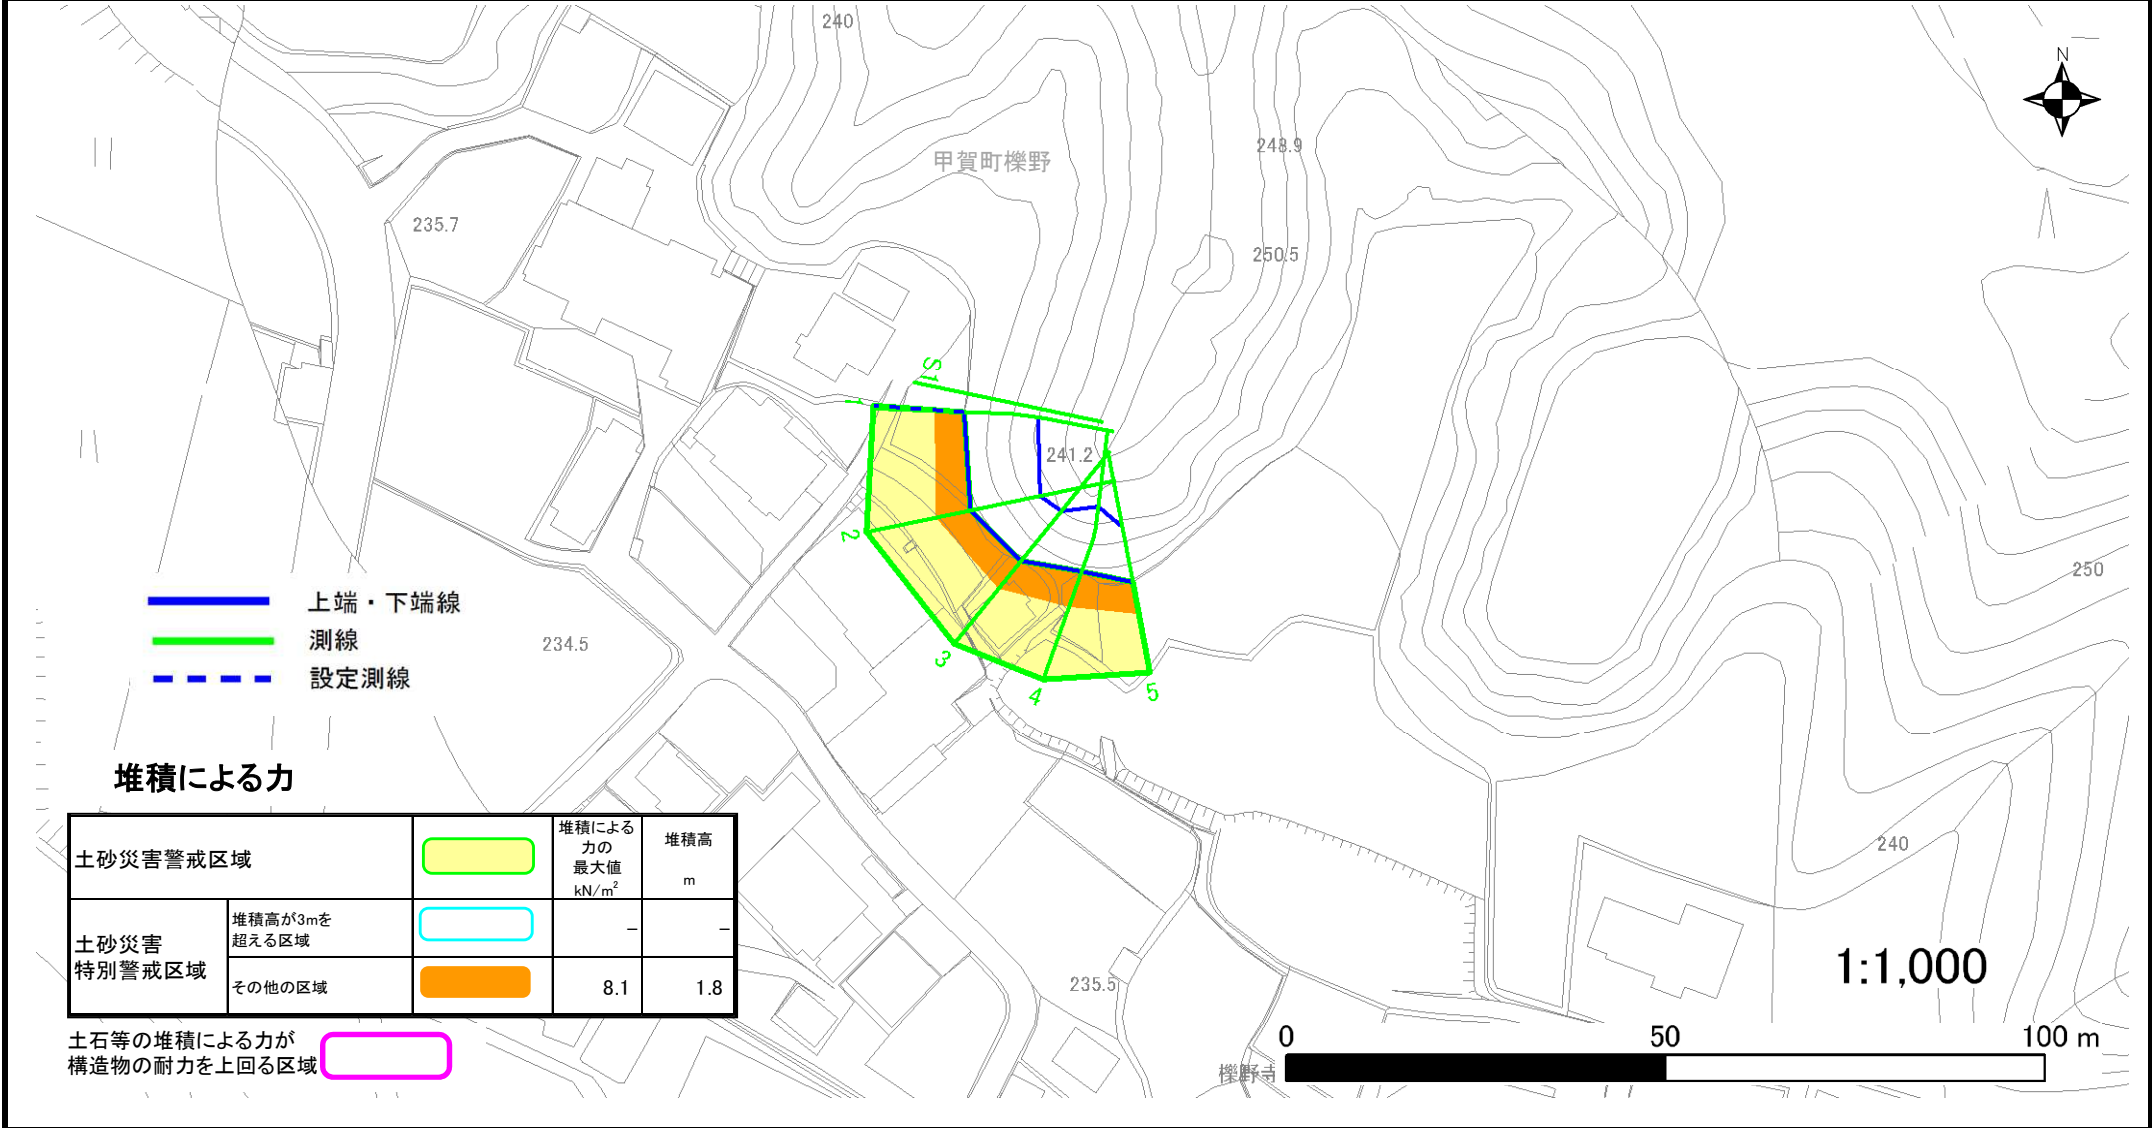 240
N
248.9
甲賀町櫟野
235.7
250.5
S1
1
241.2
2
250
上端・下端線
測線
設定測線
234.5
3
4
5
堆積による力
土砂災害警戒区域
堆積による
力の
最大値
kN/m²
堆積高
m
土砂災害
特別警戒区域
堆積高が3mを
超える区域
－
－
その他の区域
8.1
1.8
240
1:1,000
235.5
土石等の堆積による力が
構造物の耐力を上回る区域
0
50
100 m
櫟野寺